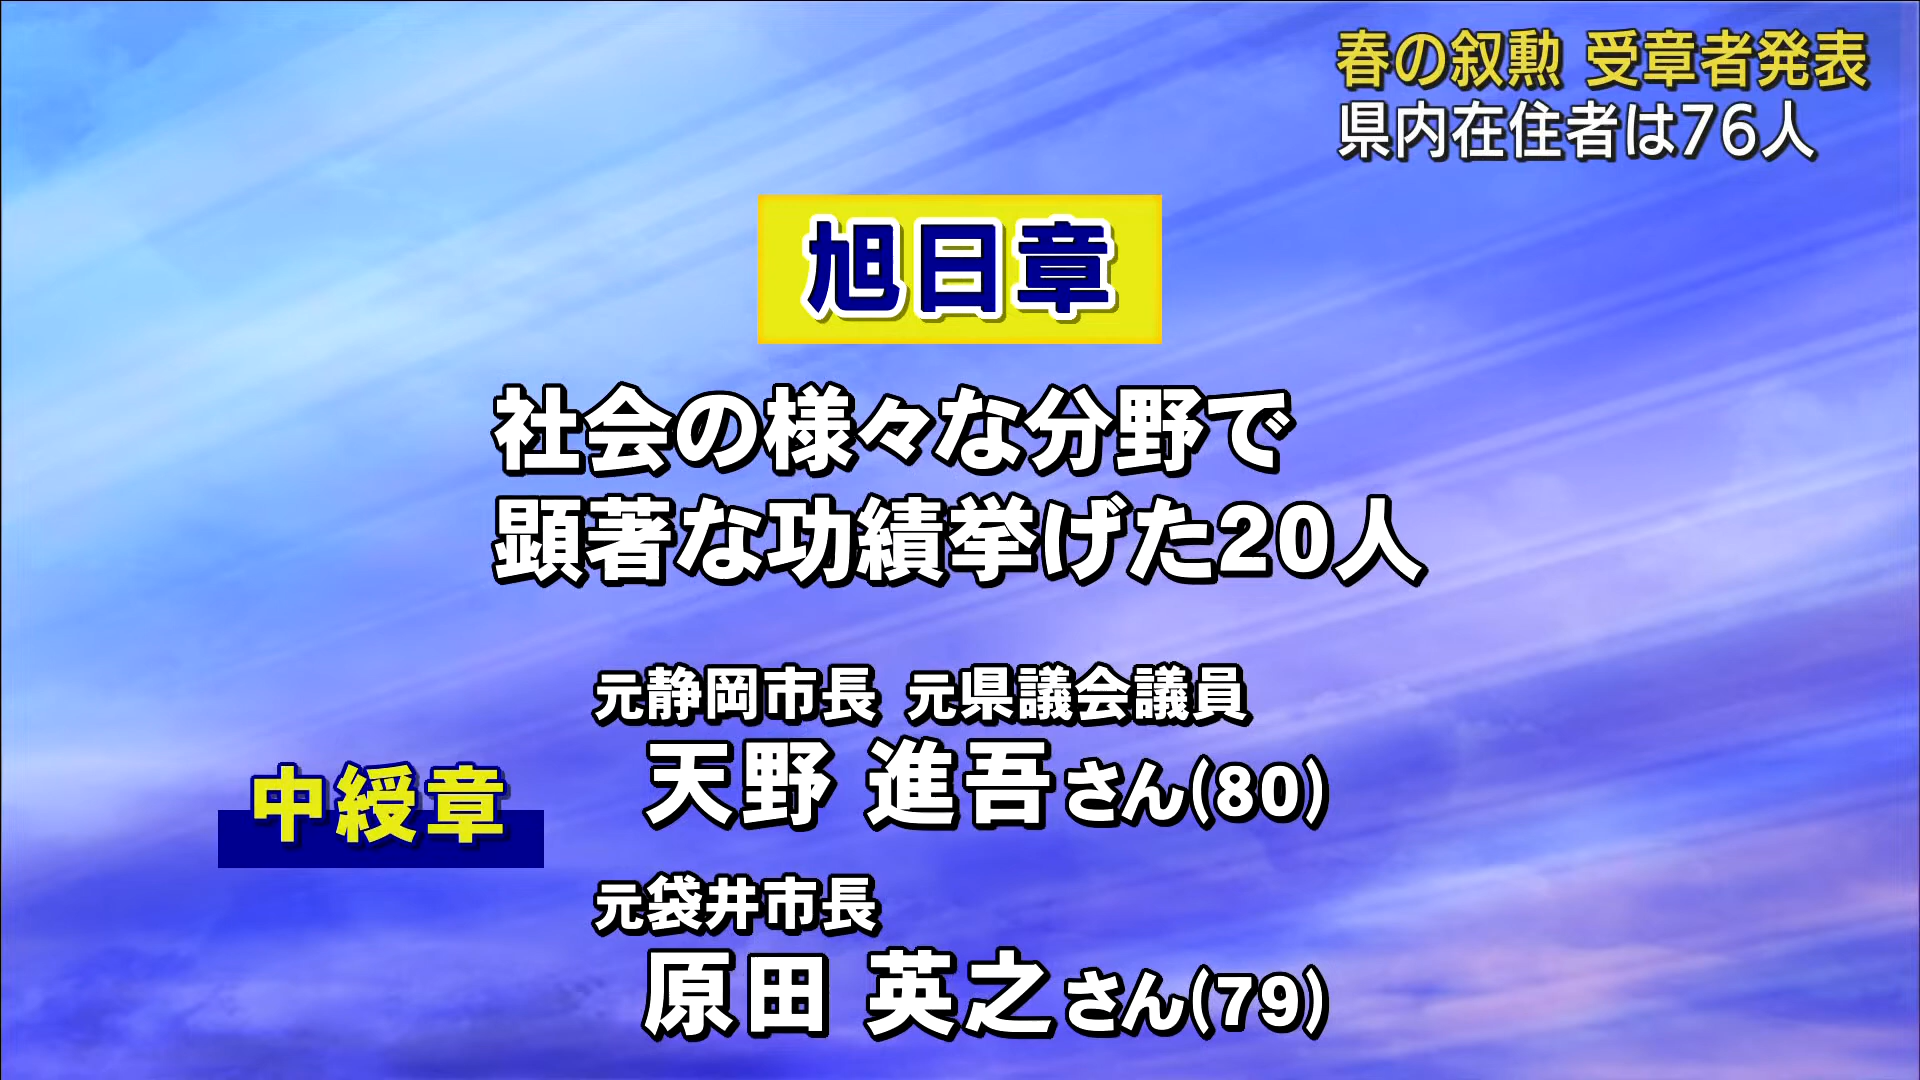 春の叙勲 受章者発表
県内在住者は76人
旭日章
社会の様々な分野で
顕著な功績挙げた20人
元静岡市長 元県議会議員
天野 進吾さん(80)
中綬章
元袋井市長
原田 英之さん(79)